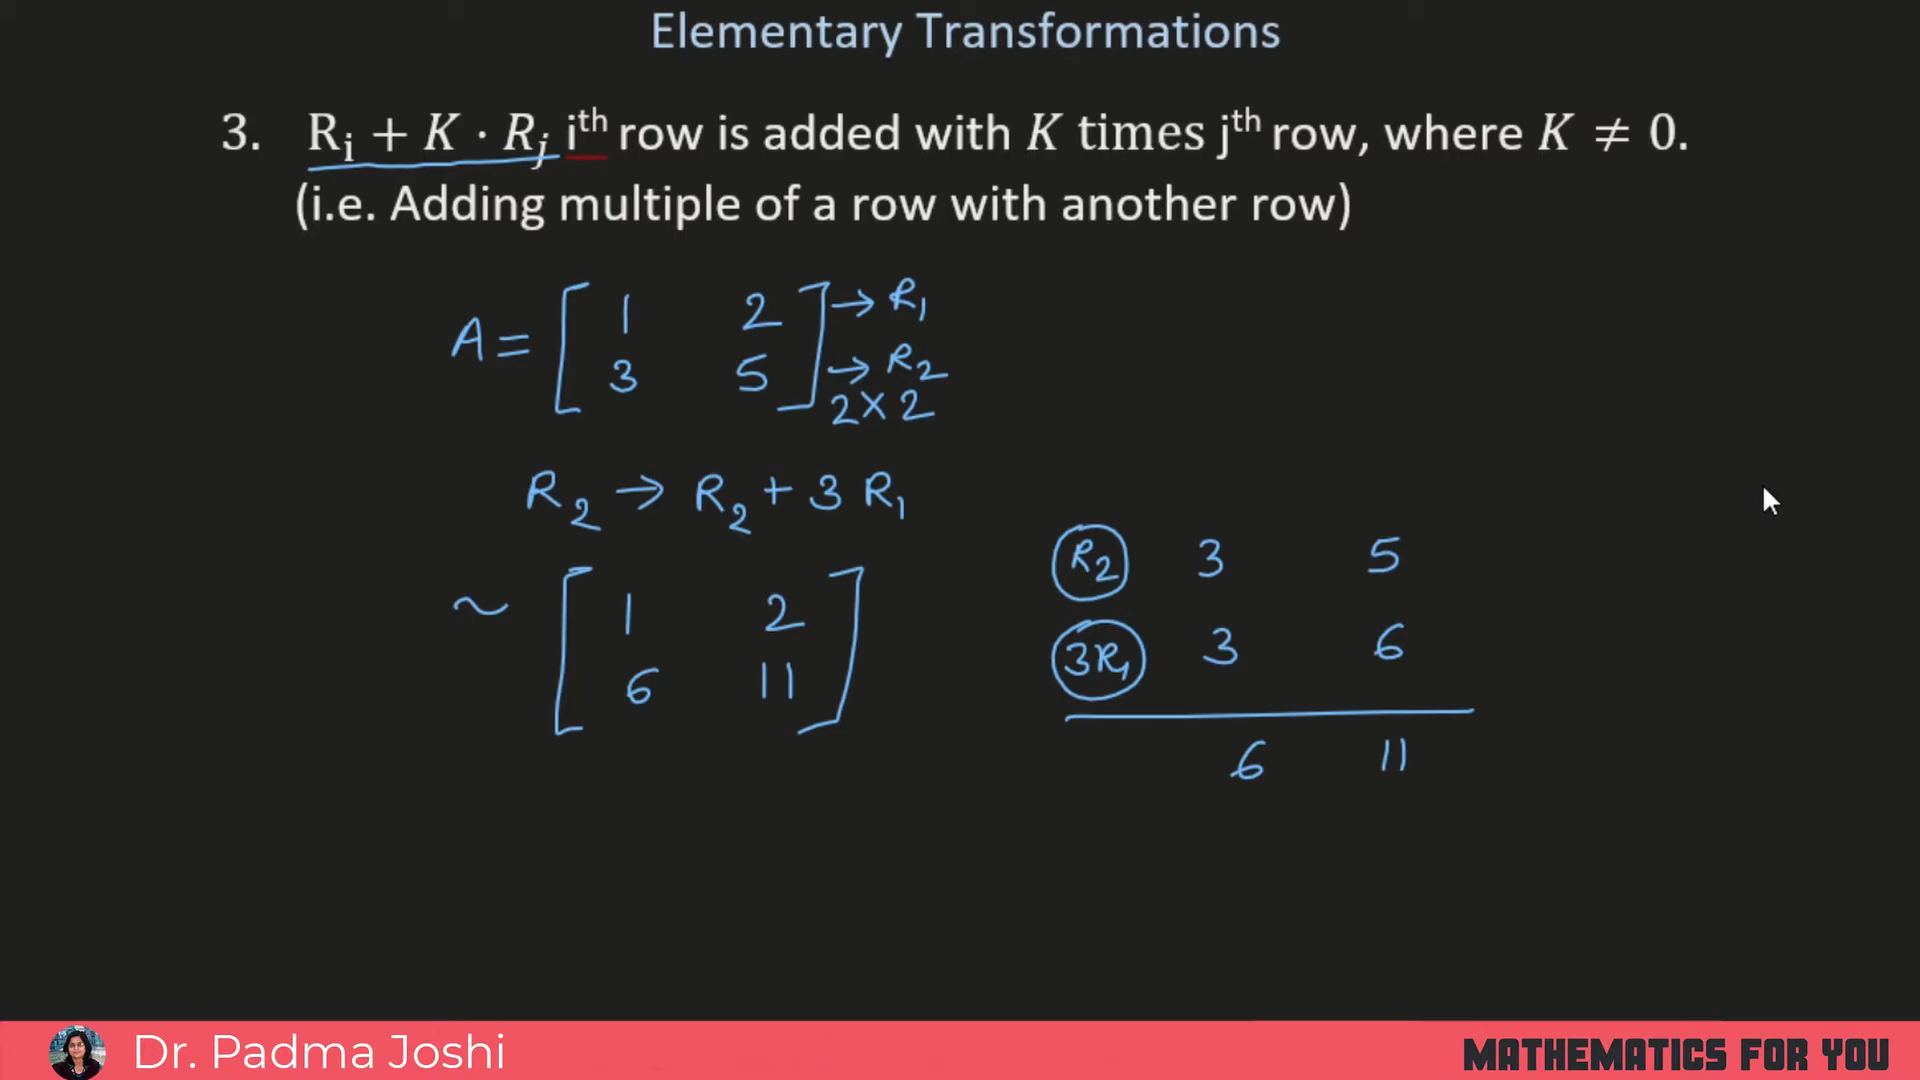 Elementary Transformations
3. Rᵢ + K · Rⱼ iᵗʰ row is added with K times jᵗʰ row, where K ≠ 0.
(i.e. Adding multiple of a row with another row)
A = [ 1 2 ] → R₁
[ 3 5 ] → R₂
2×2
R₂ → R₂ + 3 R₁
~ [ 1 2 ]
[ 6 11 ]
R₂ 3 5
3R₁ 3 6
6 11
Dr. Padma Joshi
MATHEMATICS FOR YOU